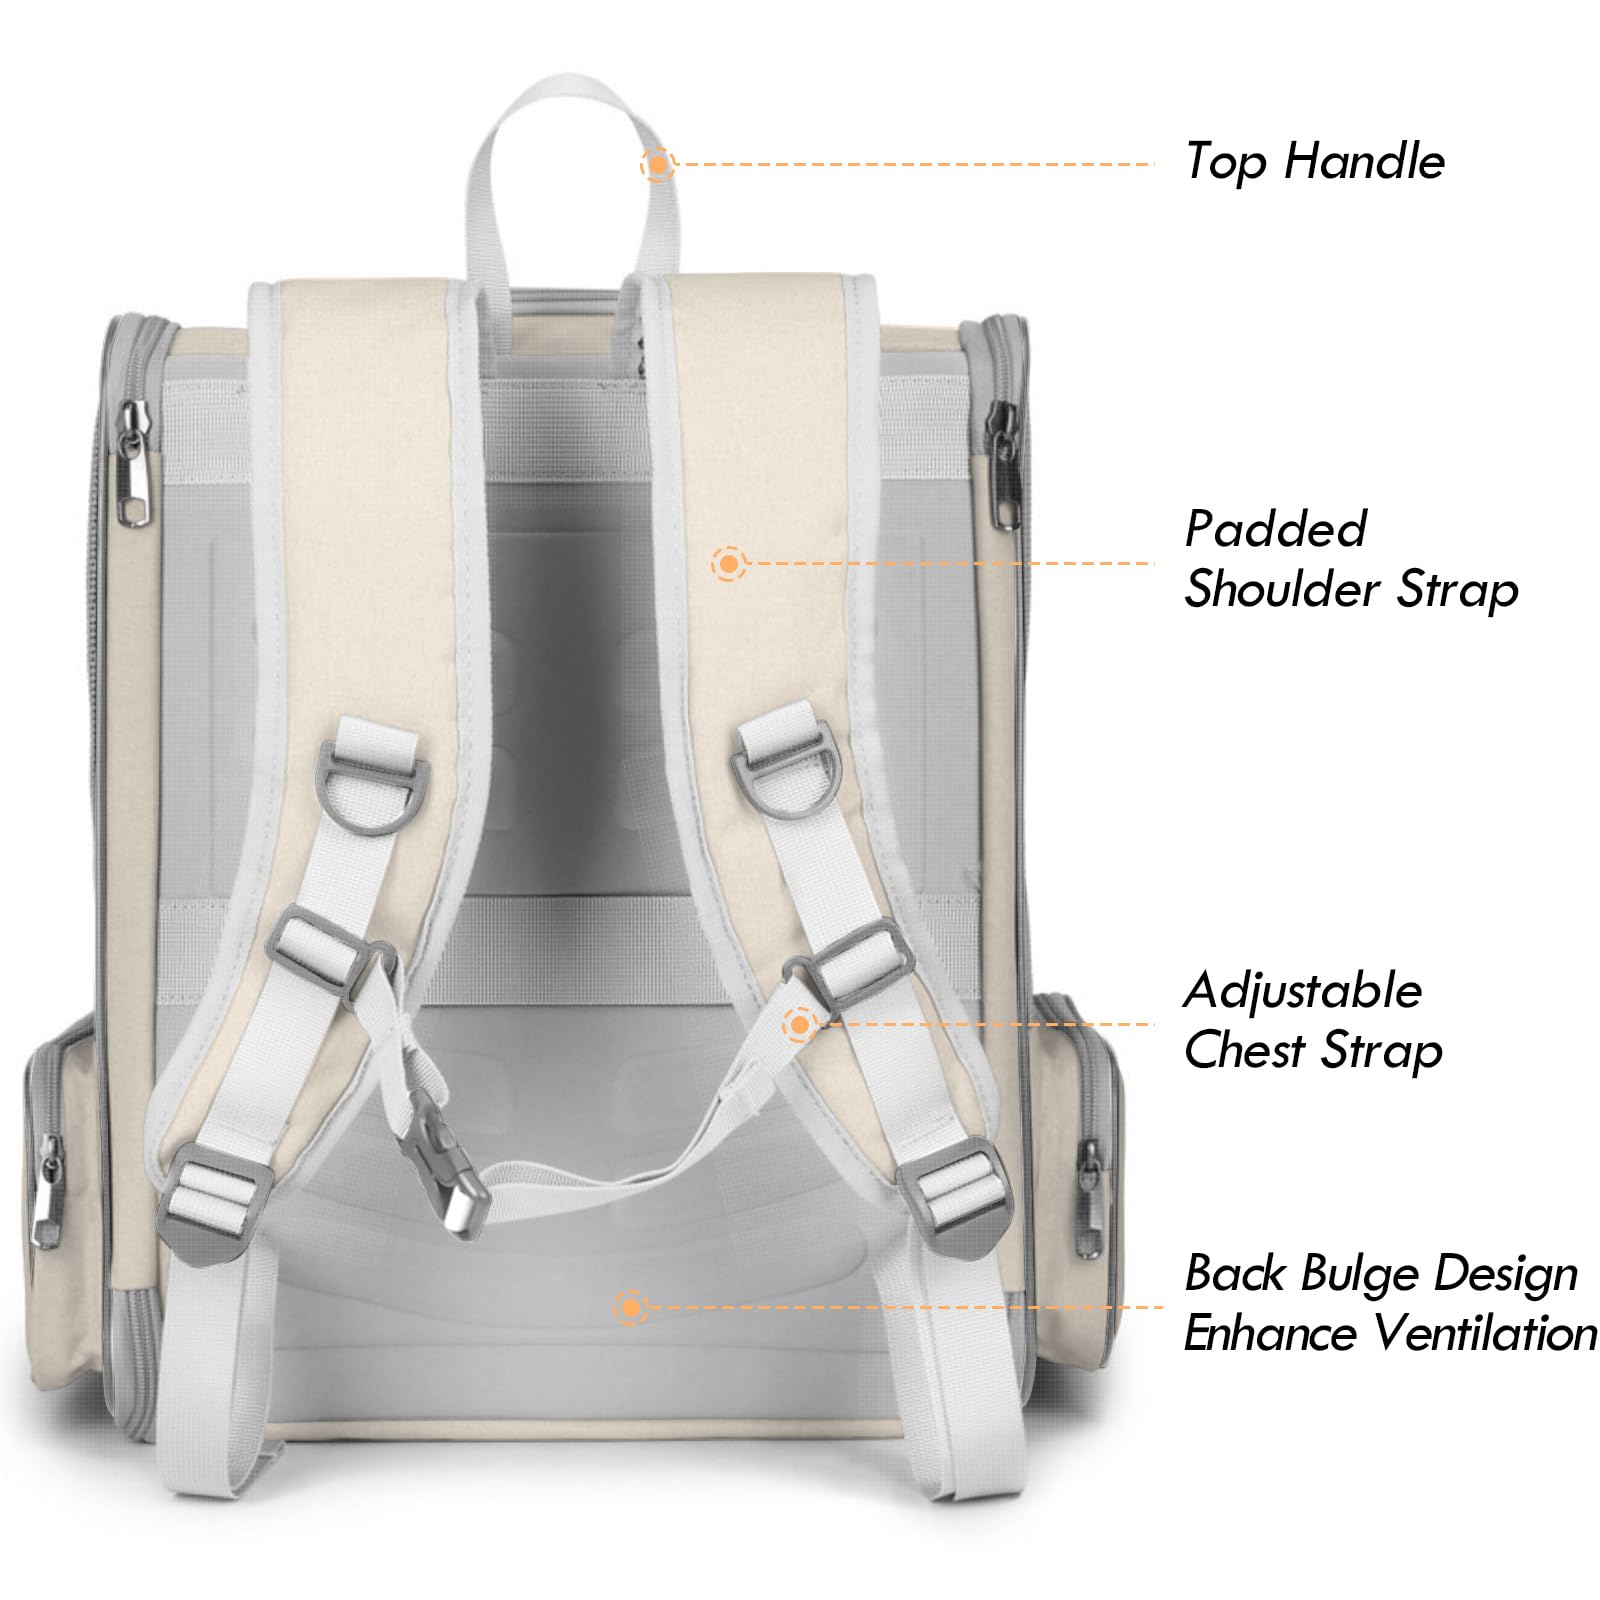 Top Handle
Padded
Shoulder Strap
Adjustable
Chest Strap
Back Bulge Design
Enhance Ventilation